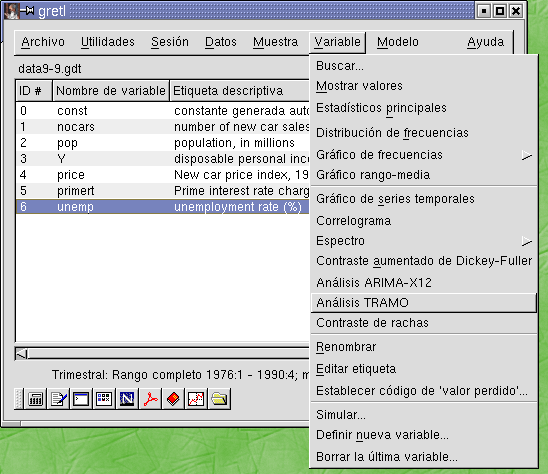 gretl
Archivo Utilidades Sesión Datos Muestra Variable Modelo Ayuda
data9-9.gdt
ID # Nombre de variable Etiqueta descriptiva
0 const constante generada auto
1 nocars number of new car sales
2 pop population, in millions
3 Y disposable personal inco
4 price New car price index, 19
5 primert Prime interest rate charg
6 unemp unemployment rate (%)
Trimestral: Rango completo 1976:1 - 1990:4; m
Buscar...
Mostrar valores
Estadísticos principales
Distribución de frecuencias
Gráfico de frecuencias
Gráfico rango-media
Gráfico de series temporales
Correlograma
Espectro
Contraste aumentado de Dickey-Fuller
Análisis ARIMA-X12
Análisis TRAMO
Contraste de rachas
Renombrar
Editar etiqueta
Establecer código de 'valor perdido'...
Simular...
Definir nueva variable...
Borrar la última variable...